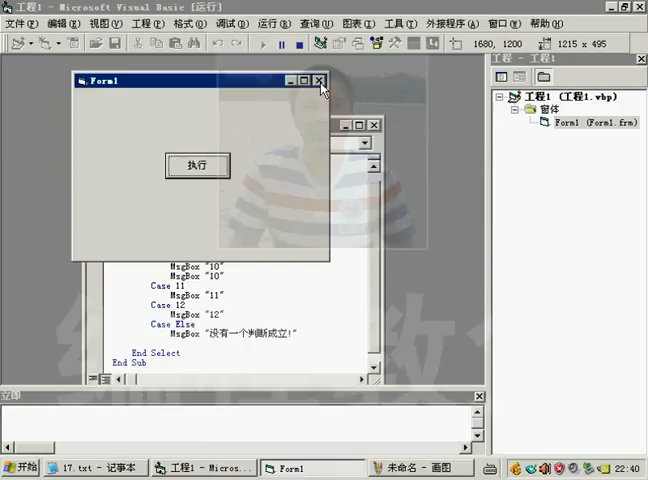 工程1 - Microsoft Visual Basic [运行]
文件(F) 编辑(E) 视图(V) 工程(P) 格式(O) 调试(D) 运行(R) 查询(U) 图表(I) 工具(T) 外接程序(A) 窗口(W) 帮助(H)
1680, 1200 1215 x 495
工程 - 工程1
工程1 (工程1.vbp)
窗体
Form1 (Form1.frm)
Form1
执行
MsgBox "10"
MsgBox "10"
Case 11
MsgBox "11"
Case 12
MsgBox "12"
Case Else
MsgBox "没有一个判断成立!"
End Select
End Sub
立即
开始 17.txt - 记事本 工程1 - Micros... Form1 未命名 - 画图 22:40